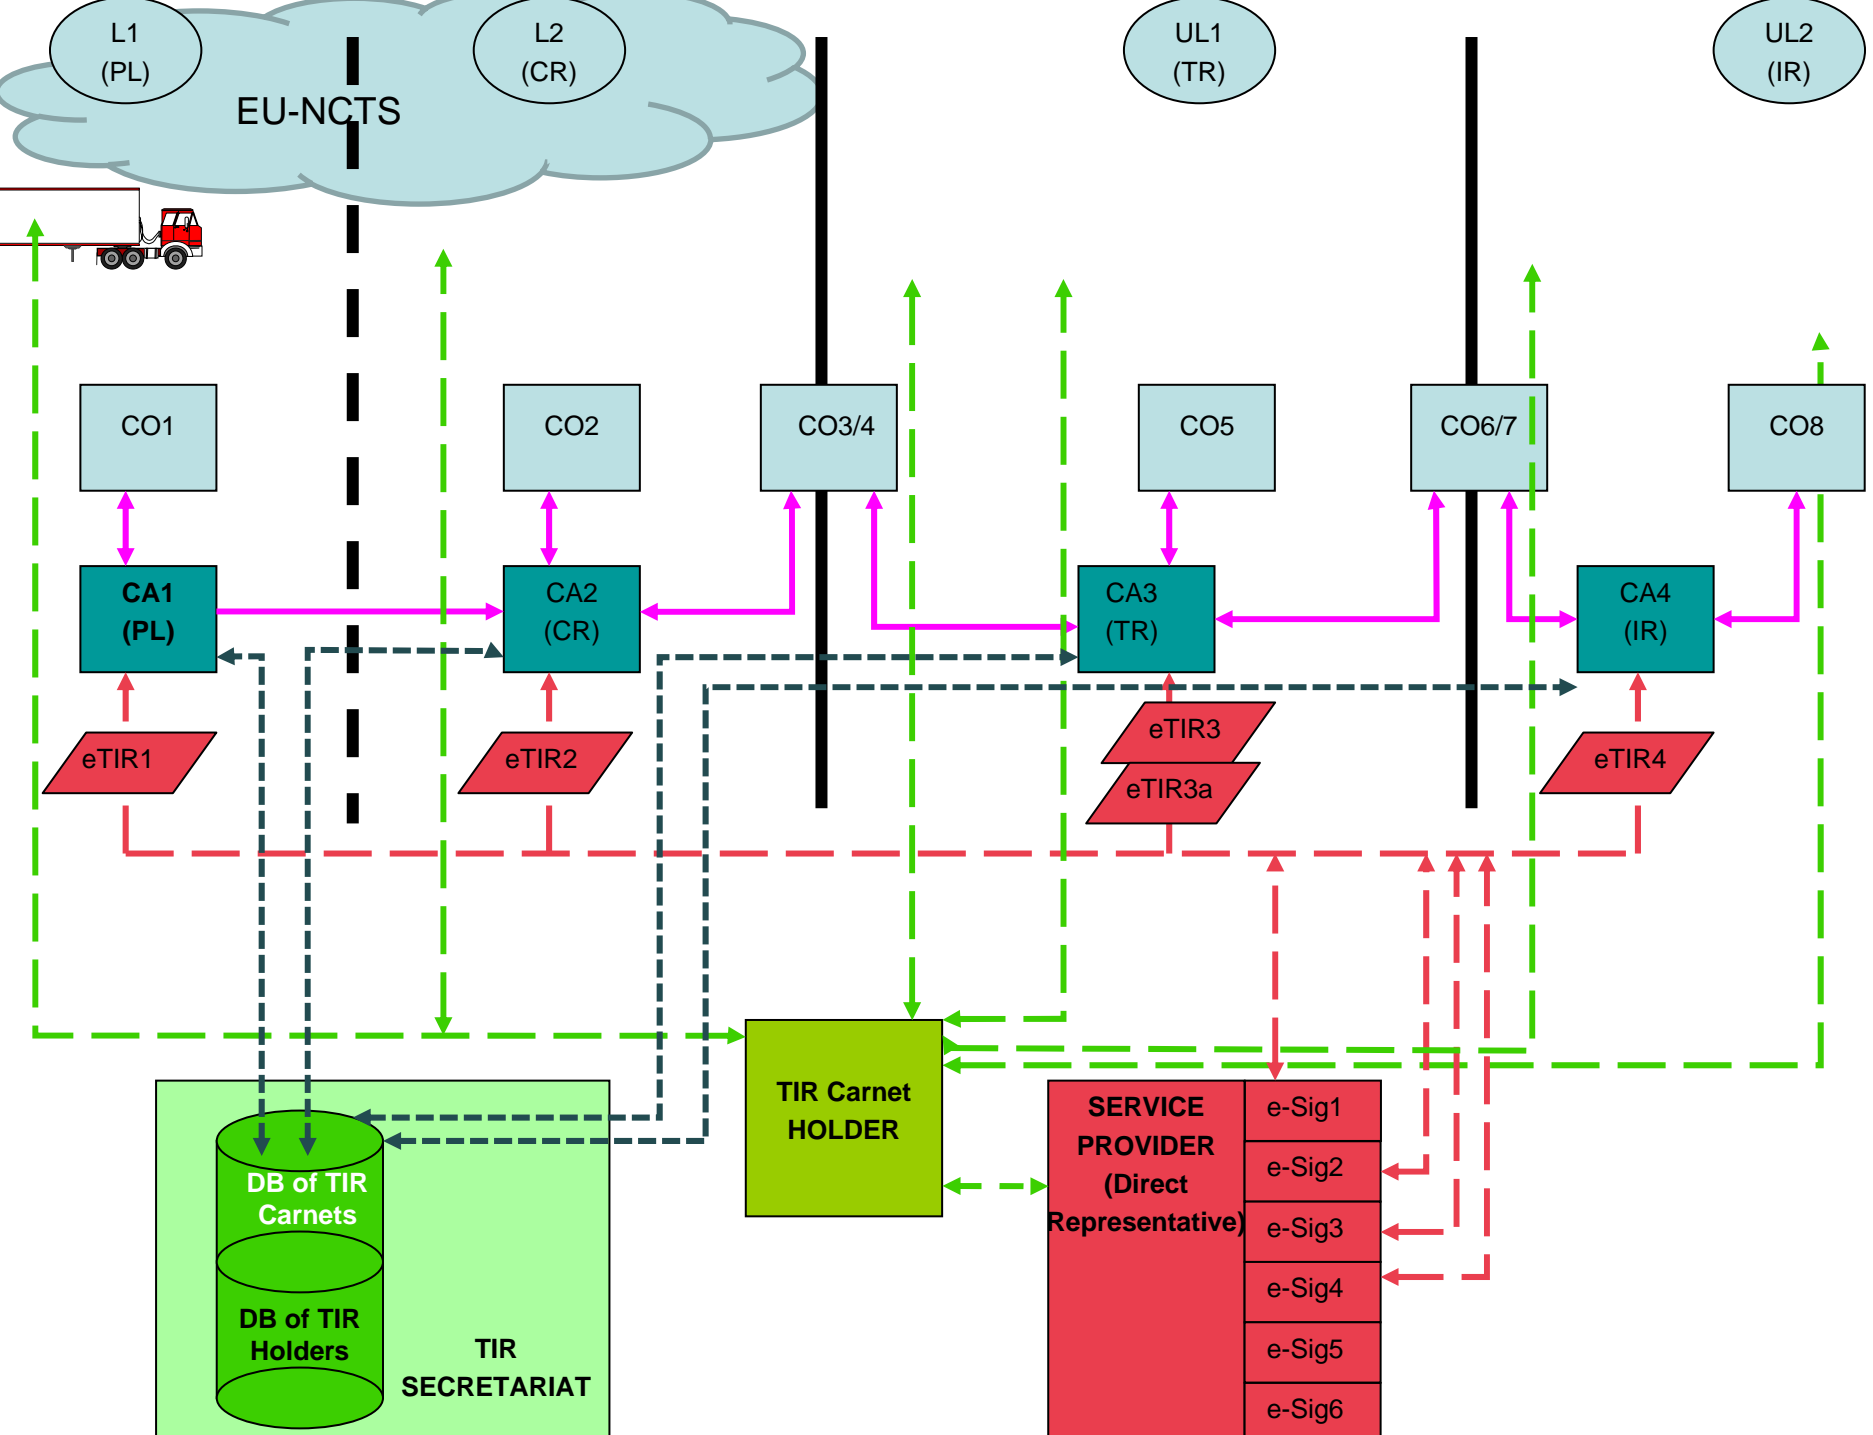 L1
(PL)
L2
(CR)
UL1
(TR)
UL2
(IR)
EU-NCTS
CO1
CO2
CO3/4
CO5
CO6/7
CO8
CA1
(PL)
CA2
(CR)
CA3
(TR)
CA4
(IR)
eTIR1
eTIR2
eTIR3
eTIR3a
eTIR4
TIR Carnet
HOLDER
SERVICE
PROVIDER
(Direct
Representative)
e-Sig1
e-Sig2
e-Sig3
e-Sig4
e-Sig5
e-Sig6
DB of TIR
Carnets
DB of TIR
Holders
TIR
SECRETARIAT